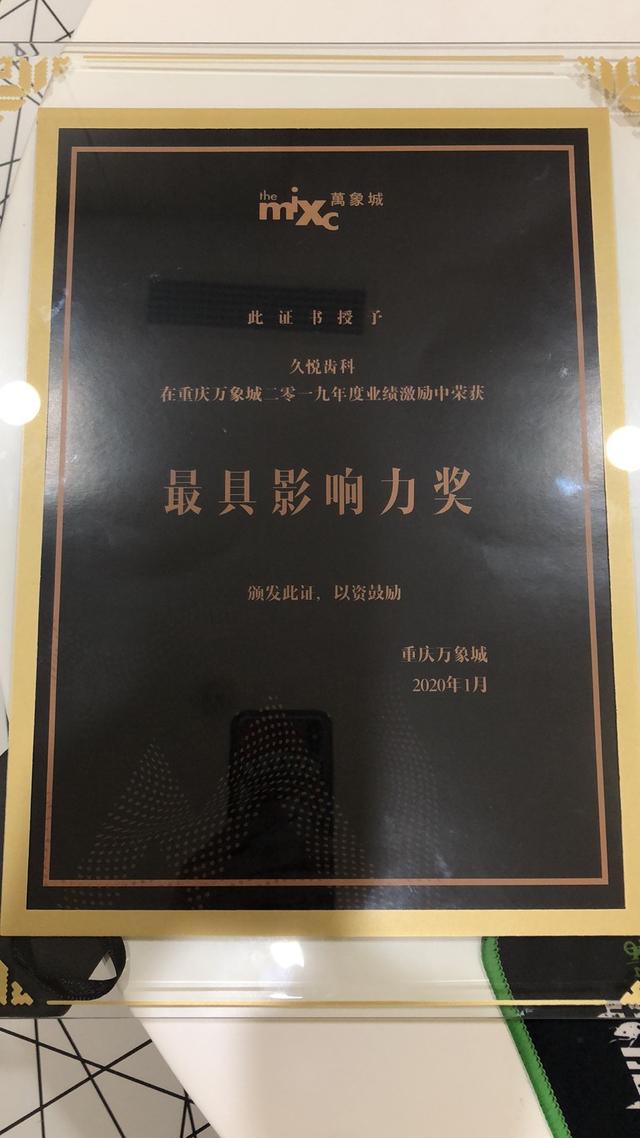 the mixc 萬象城
此证书授予
久悦齿科
在重庆万象城二零一九年度业绩激励中荣获
最具影响力奖
颁发此证，以资鼓励
重庆万象城
2020年1月